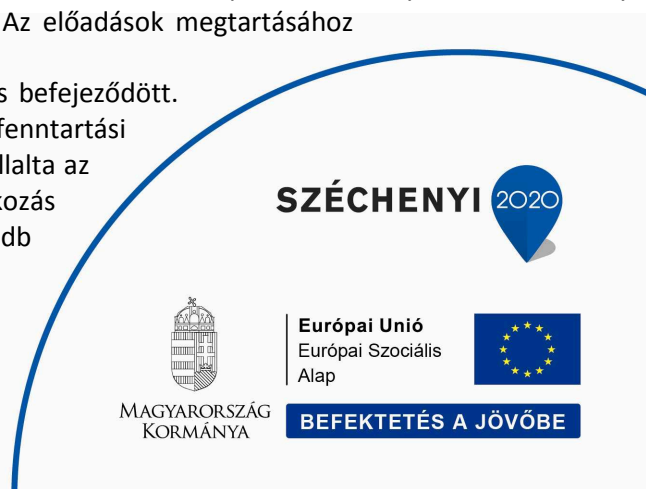 Az előadások megtartásához
s befejeződött.
fenntartási
llalta az
kozás
db
SZÉCHENYI 2020
Európai Unió
Európai Szociális
Alap
MAGYARORSZÁG
KORMÁNYA
BEFEKTETÉS A JÖVŐBE